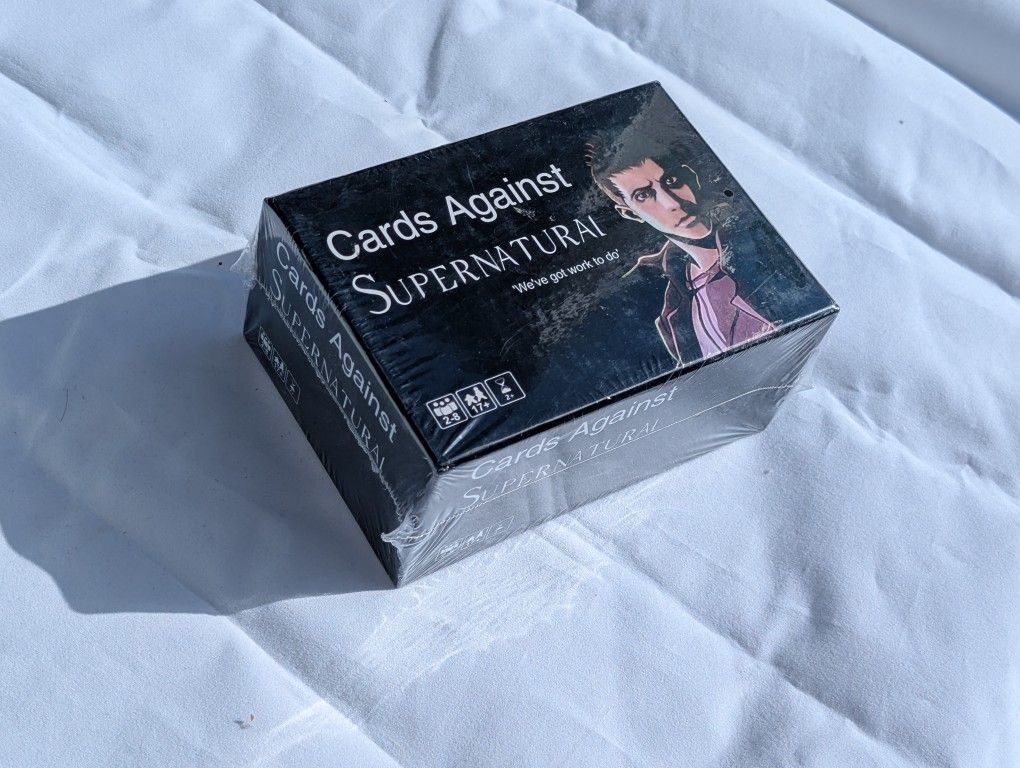 Cards Against
SUPERNATURAL
'We've got work to do'
2-8
17+
2+
Cards Against
SUPERNATURAL
Cards Against
SUPERNATURAL